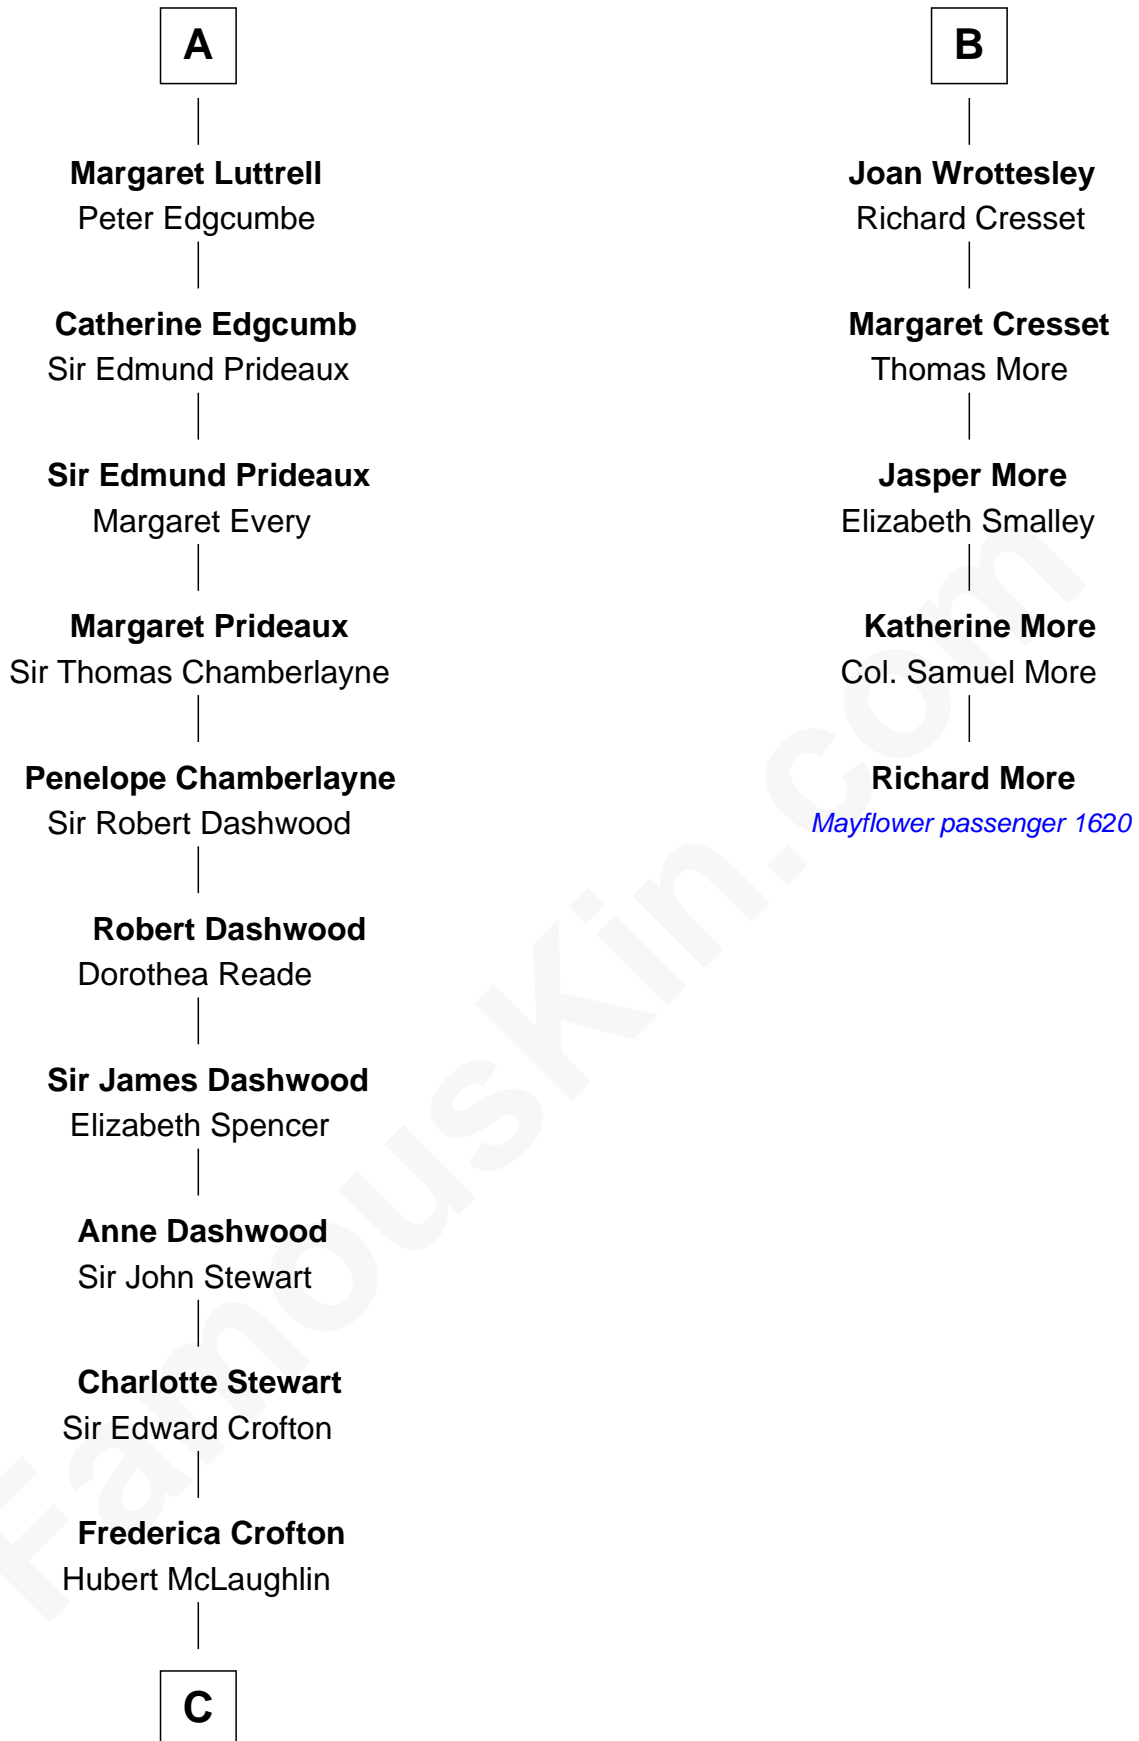 A
Margaret Luttrell
Peter Edgcumbe
Catherine Edgcumb
Sir Edmund Prideaux
Sir Edmund Prideaux
Margaret Every
Margaret Prideaux
Sir Thomas Chamberlayne
Penelope Chamberlayne
Sir Robert Dashwood
Robert Dashwood
Dorothea Reade
Sir James Dashwood
Elizabeth Spencer
Anne Dashwood
Sir John Stewart
Charlotte Stewart
Sir Edward Crofton
Frederica Crofton
Hubert McLaughlin
C
B
Joan Wrottesley
Richard Cresset
Margaret Cresset
Thomas More
Jasper More
Elizabeth Smalley
Katherine More
Col. Samuel More
Richard More
Mayflower passenger 1620
FamousKin.com